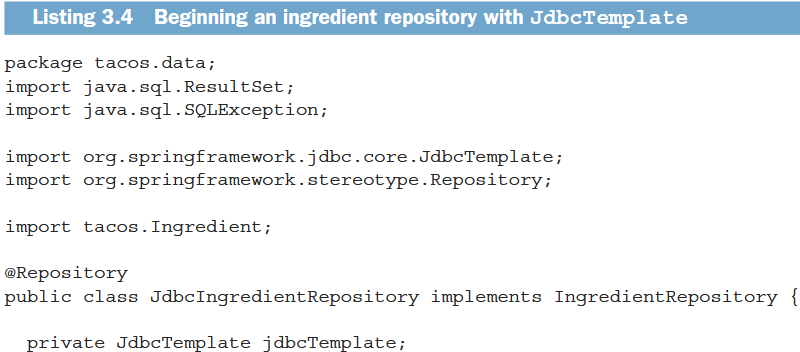 Listing 3.4 Beginning an ingredient repository with JdbcTemplate
package tacos.data;
import java.sql.ResultSet;
import java.sql.SQLException;
import org.springframework.jdbc.core.JdbcTemplate;
import org.springframework.stereotype.Repository;
import tacos.Ingredient;
@Repository
public class JdbcIngredientRepository implements IngredientRepository {
private JdbcTemplate jdbcTemplate;